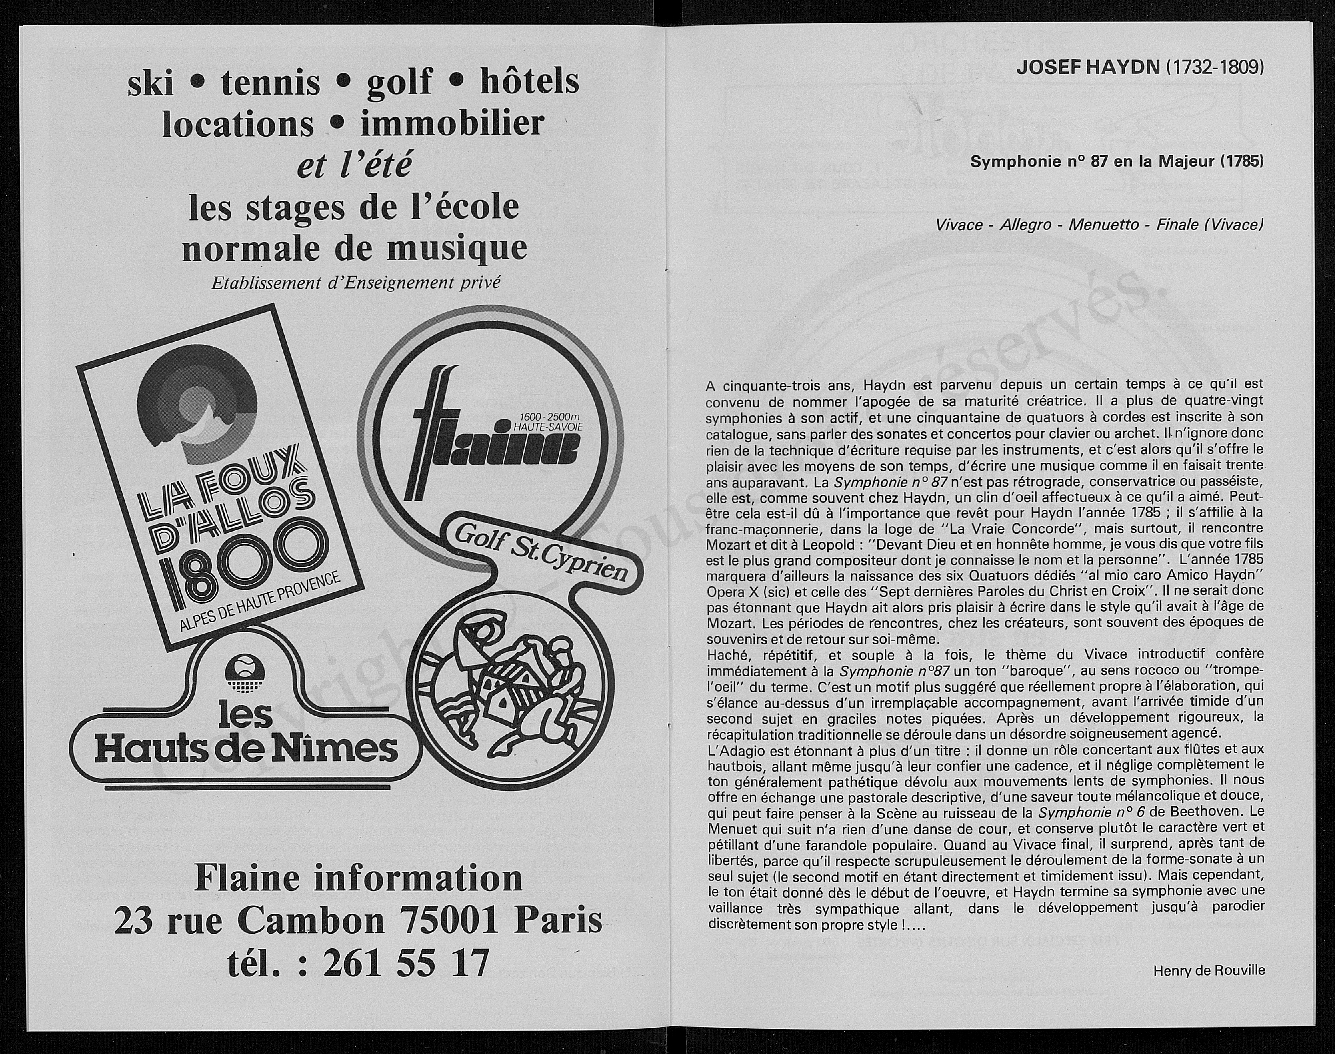 ski • tennis • golf • hôtels
locations • immobilier
et l'été
les stages de l'école
normale de musique
Etablissement d'Enseignement privé
LA FOUX
D'ALLOS
1800
ALPES DE HAUTE PROVENCE
1600-2500m
HAUTE-SAVOIE
flaine
Golf St. Cyprien
les
Hauts de Nîmes
Flaine information
23 rue Cambon 75001 Paris
tél. : 261 55 17
JOSEF HAYDN (1732-1809)
Symphonie nº 87 en la Majeur (1785)
Vivace - Allegro - Menuetto - Finale (Vivace)
A cinquante-trois ans, Haydn est parvenu depuis un certain temps à ce qu'il est
convenu de nommer l'apogée de sa maturité créatrice. Il a plus de quatre-vingt
symphonies à son actif, et une cinquantaine de quatuors à cordes est inscrite à son
catalogue, sans parler des sonates et concertos pour clavier ou archet. Il n'ignore donc
rien de la technique d'écriture requise par les instruments, et c'est alors qu'il s'offre le
plaisir avec les moyens de son temps, d'écrire une musique comme il en faisait trente
ans auparavant. La Symphonie nº 87 n'est pas rétrograde, conservatrice ou passéiste,
elle est, comme souvent chez Haydn, un clin d'oeil affectueux à ce qu'il a aimé. Peut-
être cela est-il dû à l'importance que revêt pour Haydn l'année 1785 ; il s'affilie à la
franc-maçonnerie, dans la loge de "La Vraie Concorde", mais surtout, il rencontre
Mozart et dit à Leopold : "Devant Dieu et en honnête homme, je vous dis que votre fils
est le plus grand compositeur dont je connaisse le nom et la personne". L'année 1785
marquera d'ailleurs la naissance des six Quatuors dédiés "al mio caro Amico Haydn"
Opera X (sic) et celle des "Sept dernières Paroles du Christ en Croix". Il ne serait donc
pas étonnant que Haydn ait alors pris plaisir à écrire dans le style qu'il avait à l'âge de
Mozart. Les périodes de rencontres, chez les créateurs, sont souvent des époques de
souvenirs et de retour sur soi-même.
Haché, répétitif, et souple à la fois, le thème du Vivace introductif confère
immédiatement à la Symphonie nº87 un ton "baroque", au sens rococo ou "trompe-
l'oeil" du terme. C'est un motif plus suggéré que réellement propre à l'élaboration, qui
s'élance au-dessus d'un irremplaçable accompagnement, avant l'arrivée timide d'un
second sujet en graciles notes piquées. Après un développement rigoureux, la
récapitulation traditionnelle se déroule dans un désordre soigneusement agencé.
L'Adagio est étonnant à plus d'un titre : il donne un rôle concertant aux flûtes et aux
hautbois, allant même jusqu'à leur confier une cadence, et il néglige complètement le
ton généralement pathétique dévolu aux mouvements lents de symphonies. Il nous
offre en échange une pastorale descriptive, d'une saveur toute mélancolique et douce,
qui peut faire penser à la Scène au ruisseau de la Symphonie nº 6 de Beethoven. Le
Menuet qui suit n'a rien d'une danse de cour, et conserve plutôt le caractère vert et
pétillant d'une farandole populaire. Quand au Vivace final, il surprend, après tant de
libertés, parce qu'il respecte scrupuleusement le déroulement de la forme-sonate à un
seul sujet (le second motif en étant directement et timidement issu). Mais cependant,
le ton était donné dès le début de l'oeuvre, et Haydn termine sa symphonie avec une
vaillance très sympathique allant, dans le développement jusqu'à parodier
discrètement son propre style !....
Henry de Rouville